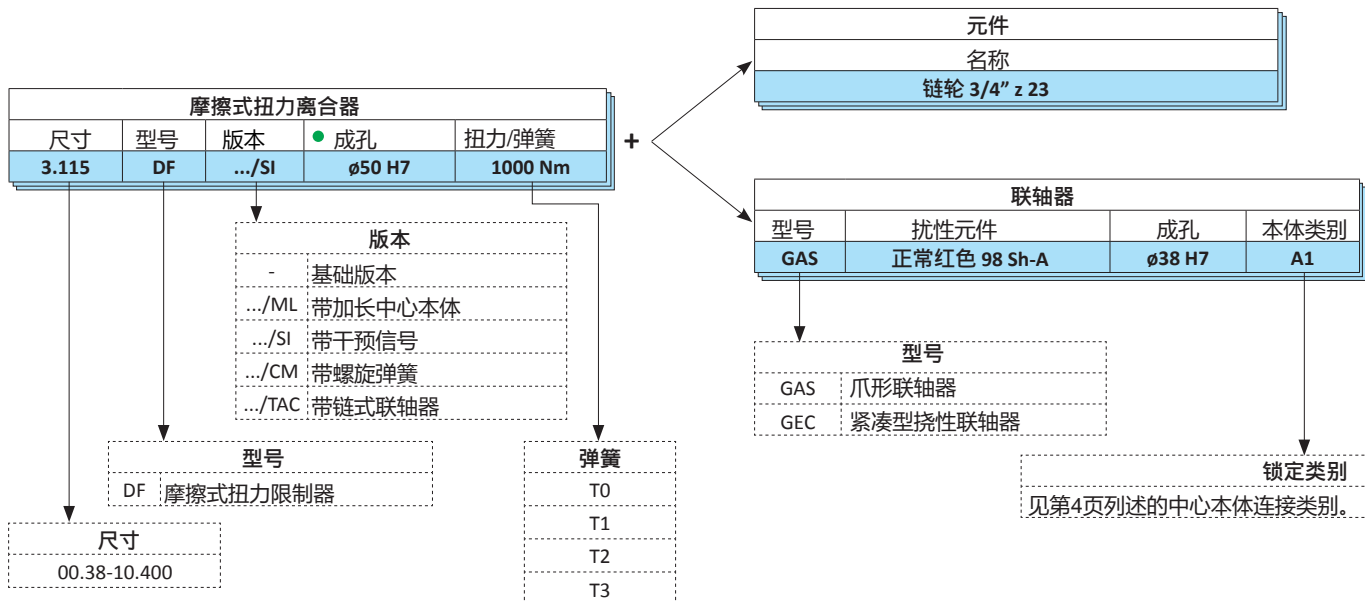 元件
名称
链轮 3/4” z 23
摩擦式扭力离合器
尺寸 型号 版本 成孔 扭力/弹簧
3.115 DF .../SI ø50 H7 1000 Nm
+
联轴器
型号 扰性元件 成孔 本体类别
GAS 正常红色 98 Sh-A ø38 H7 A1
版本
- 基础版本
.../ML 带加长中心本体
.../SI 带干预信号
.../CM 带螺旋弹簧
.../TAC 带链式联轴器
型号
GAS 爪形联轴器
GEC 紧凑型挠性联轴器
型号
DF 摩擦式扭力限制器
弹簧
T0
T1
T2
T3
锁定类别
见第4页列述的中心本体连接类别。
尺寸
00.38-10.400